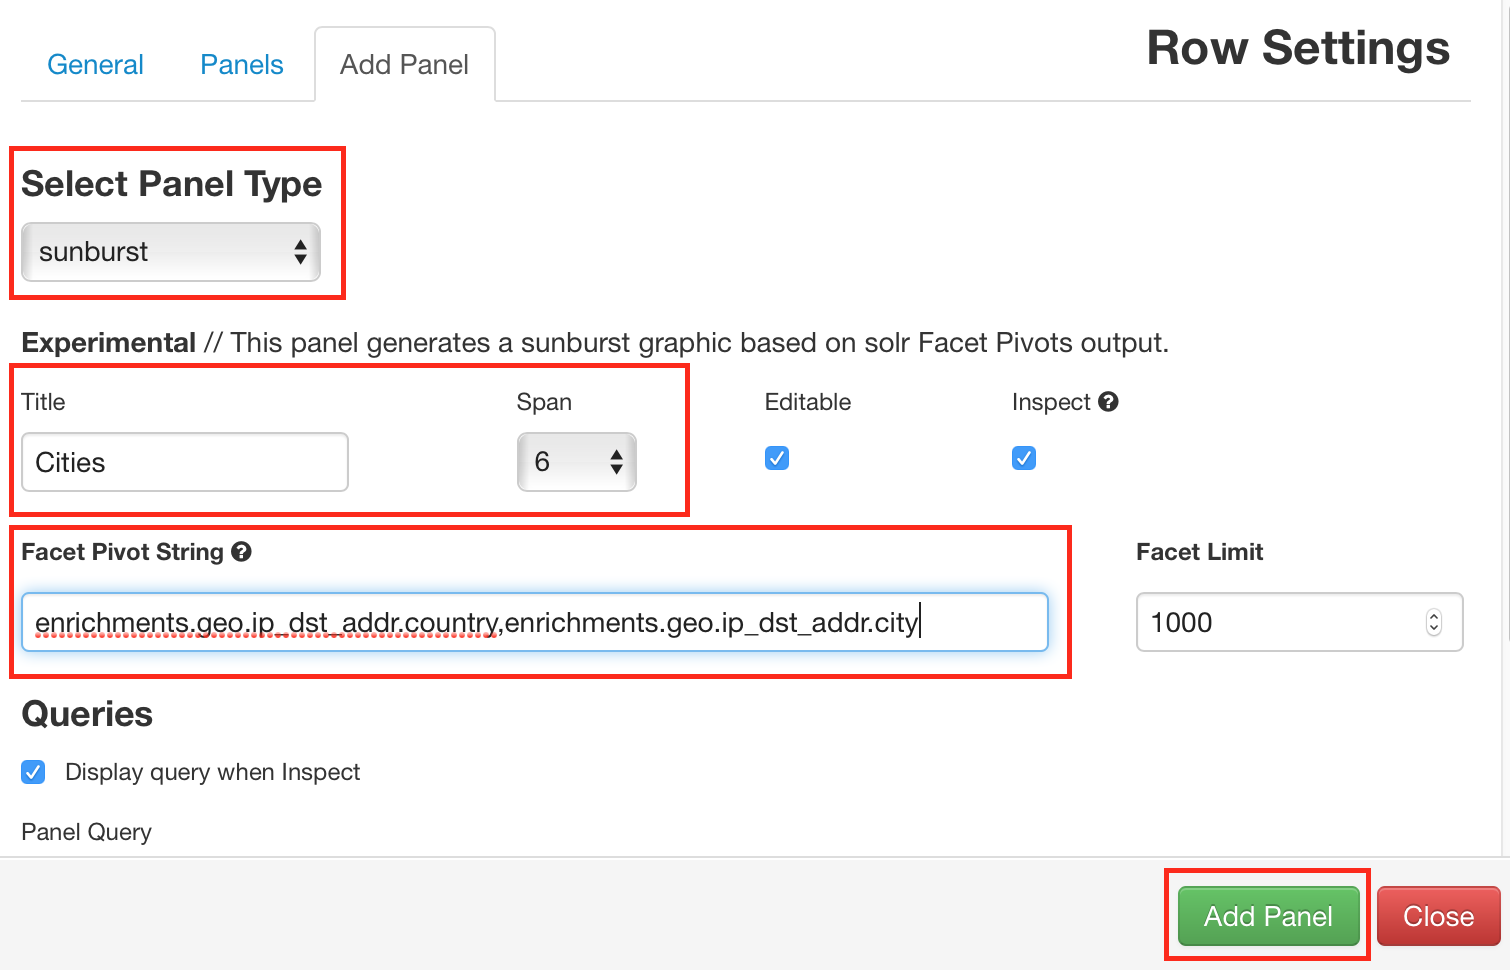 General Panels Add Panel Row Settings
Select Panel Type
sunburst
Experimental // This panel generates a sunburst graphic based on solr Facet Pivots output.
Title Span Editable Inspect
Cities 6
Facet Pivot String Facet Limit
enrichments.geo.ip_dst_addr.country,enrichments.geo.ip_dst_addr.city 1000
Queries
Display query when Inspect
Panel Query
Add Panel Close